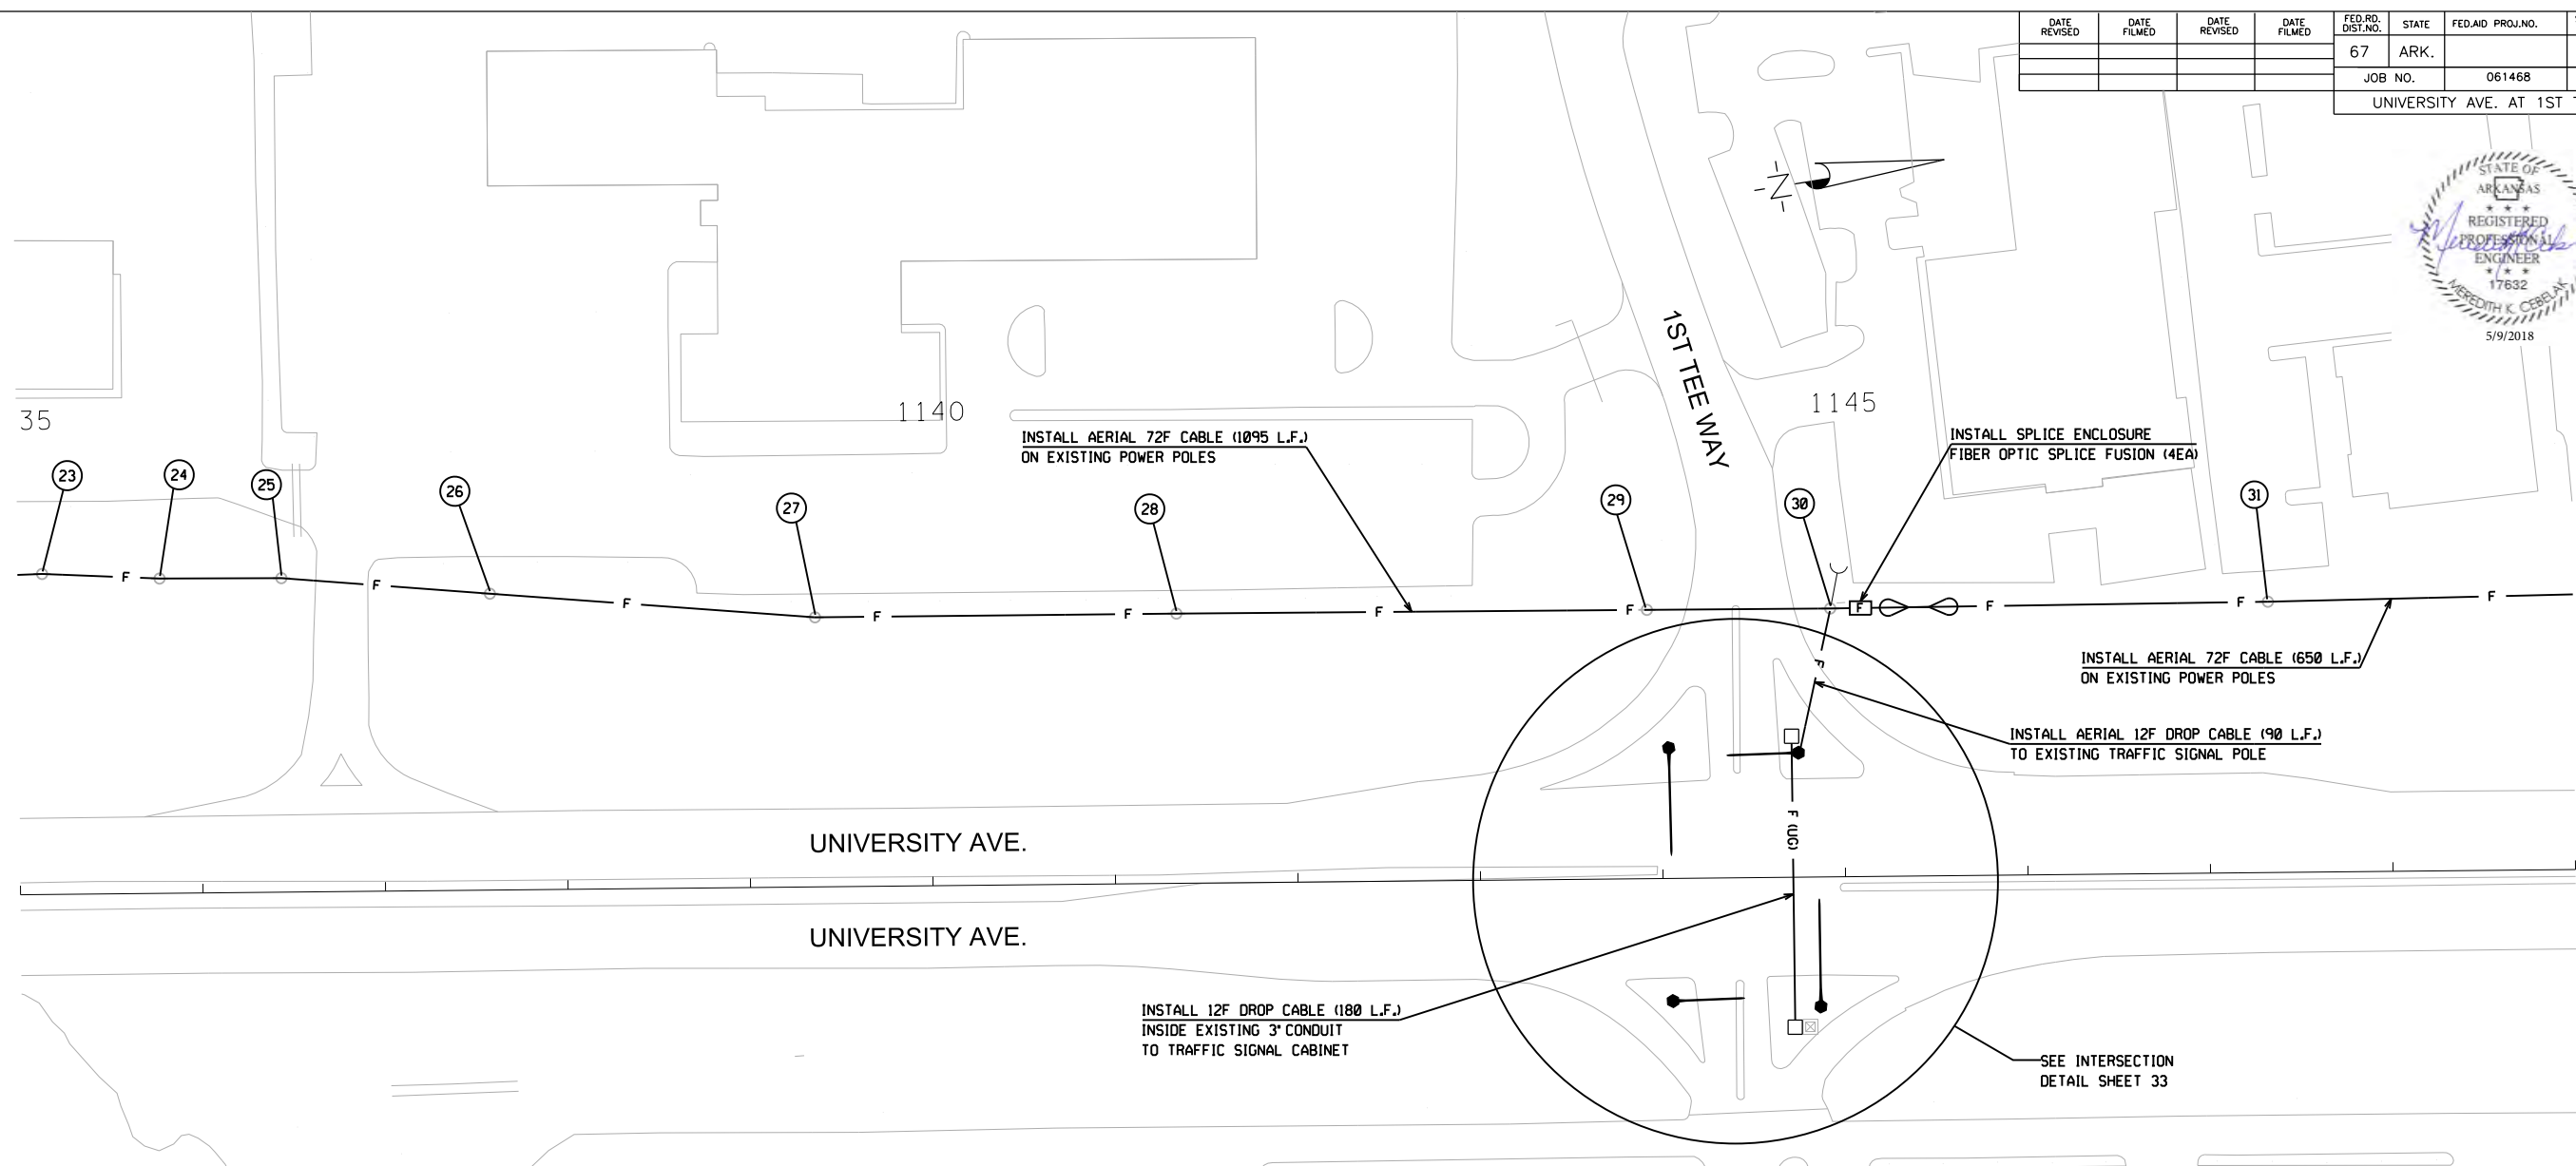 DATE REVISED
DATE FILMED
DATE REVISED
DATE FILMED
FED.RD. DIST.NO.
STATE
FED.AID PROJ.NO.
67
ARK.
JOB NO.
061468
UNIVERSITY AVE. AT 1ST
STATE OF
ARKANSAS
REGISTERED
PROFESSIONAL
ENGINEER
17632
MEREDITH K. CEBELAK
5/9/2018
N
1ST TEE WAY
35
1140
1145
INSTALL AERIAL 72F CABLE (1095 L.F.)
ON EXISTING POWER POLES
INSTALL SPLICE ENCLOSURE
FIBER OPTIC SPLICE FUSION (4EA)
23
24
25
26
27
28
29
30
31
F
F
F
F
F
F
F
F
F
F
F
F
INSTALL AERIAL 72F CABLE (650 L.F.)
ON EXISTING POWER POLES
INSTALL AERIAL 12F DROP CABLE (90 L.F.)
TO EXISTING TRAFFIC SIGNAL POLE
F (UG)
UNIVERSITY AVE.
UNIVERSITY AVE.
INSTALL 12F DROP CABLE (180 L.F.)
INSIDE EXISTING 3" CONDUIT
TO TRAFFIC SIGNAL CABINET
SEE INTERSECTION
DETAIL SHEET 33